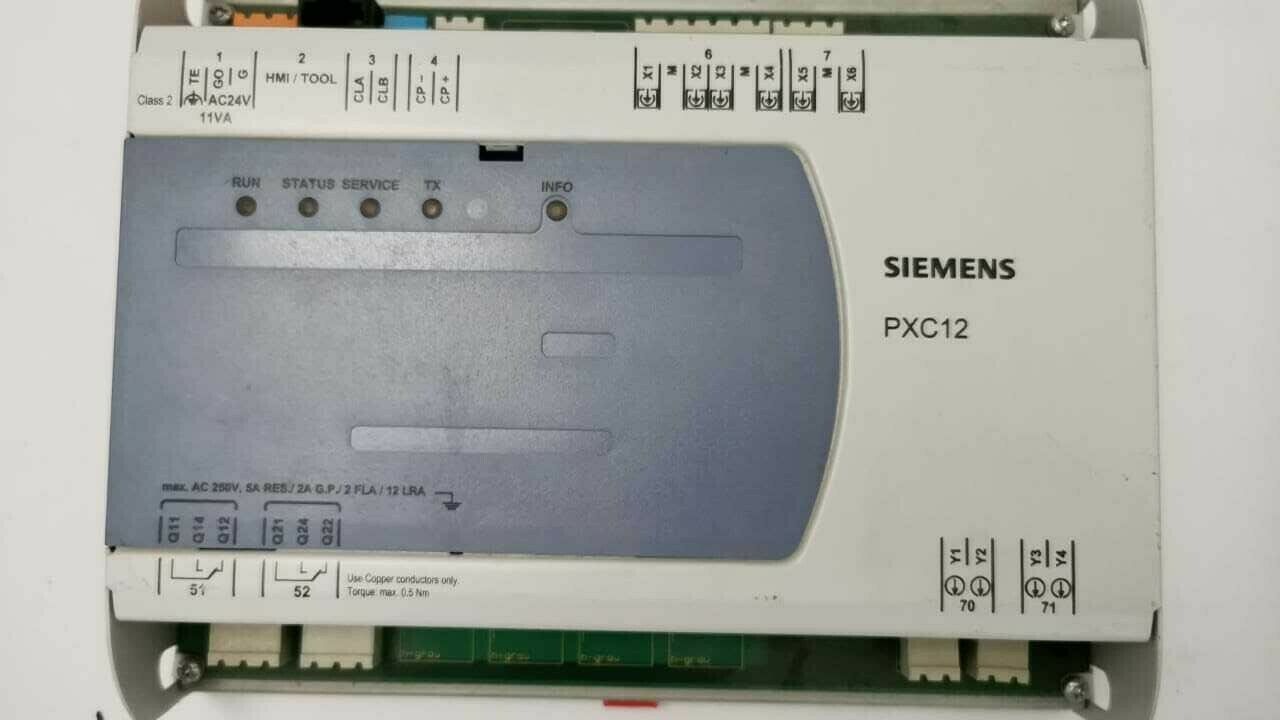 1 2 3 4 6 7
TE GO G HMI / TOOL CLA CLB CP - CP + X1 M X2 X3 M X4 X5 M X6
Class 2 AC24V
11VA
RUN STATUS SERVICE TX INFO
SIEMENS
PXC12
max. AC 250V, 5A RES./ 2A G.P./ 2 FLA / 12 LRA
Q11 Q14 Q12 Q21 Q24 Q22
Y1 Y2 Y3 Y4
Use Copper conductors only.
51 52 Torque: max. 0.5 Nm
70 71